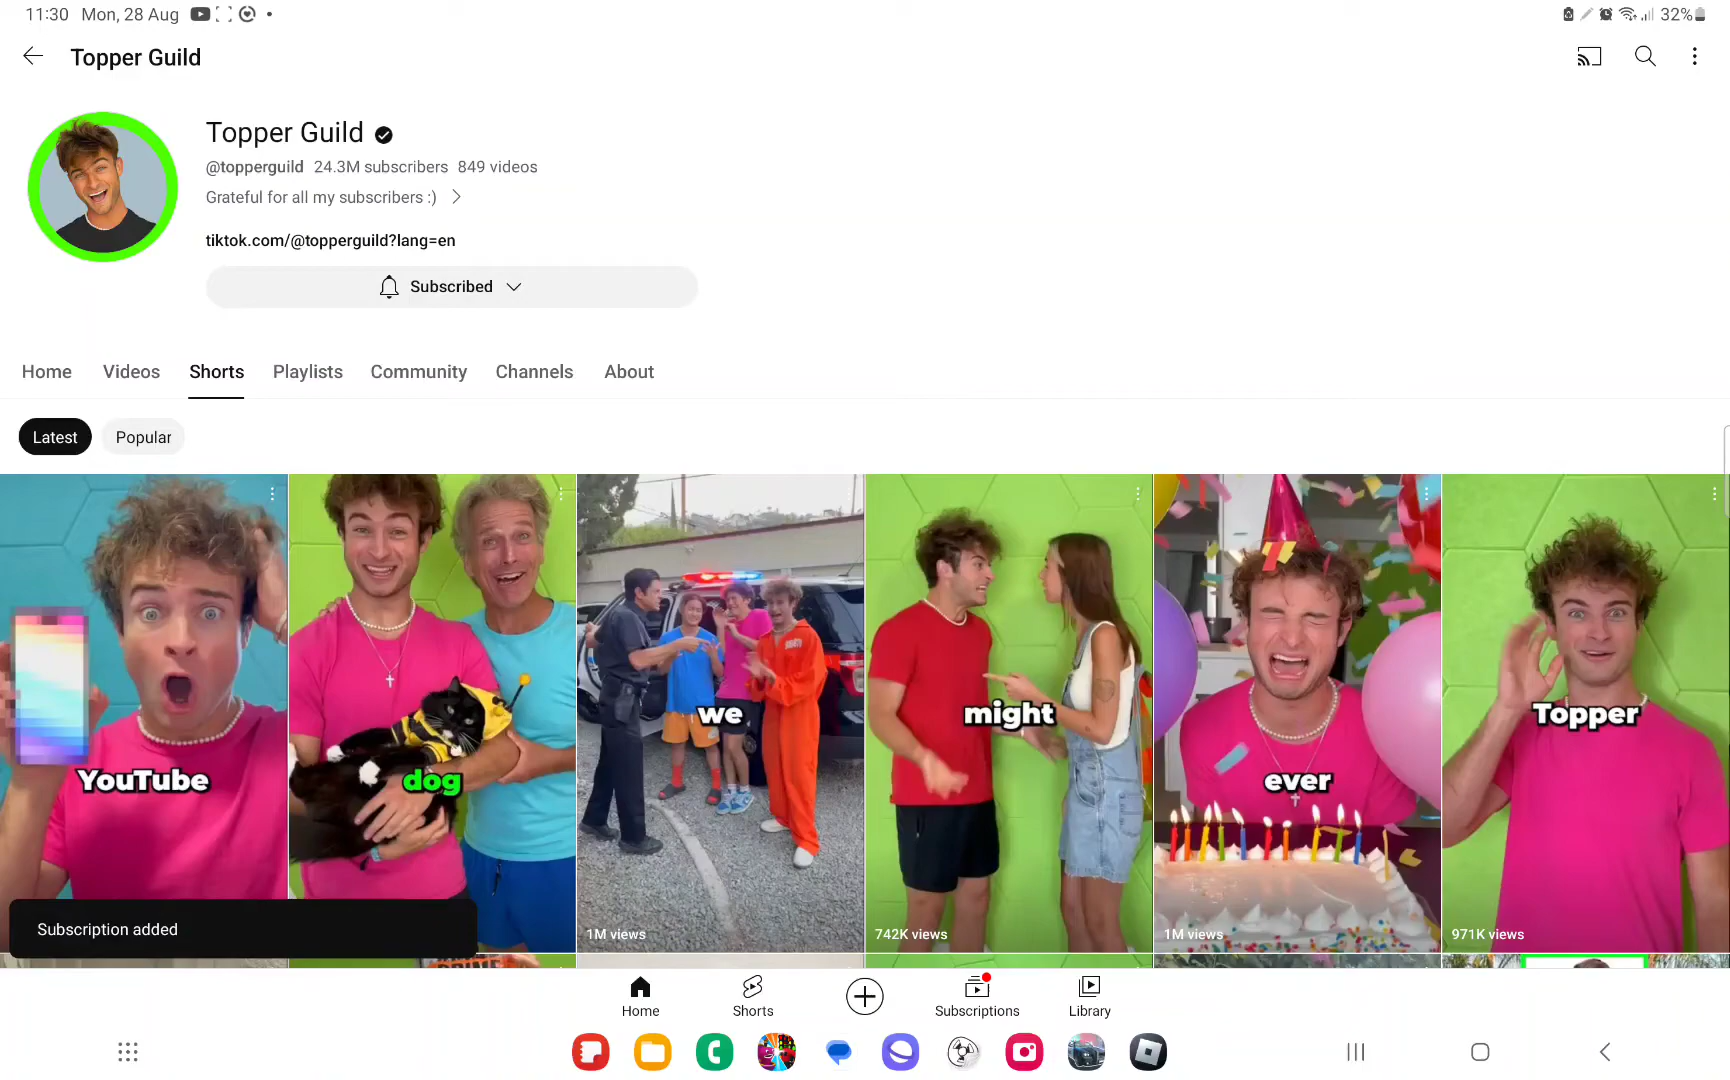 11:30 Mon, 28 Aug
32%
Topper Guild
Topper Guild
@topperguild 24.3M subscribers 849 videos
Grateful for all my subscribers :)
tiktok.com/@topperguild?lang=en
Subscribed
Home Videos Shorts Playlists Community Channels About
Latest Popular
we
might
Topper
YouTube
dog
ever
Subscription added
1M views
742K views
1M views
971K views
Home
Shorts
Subscriptions
Library